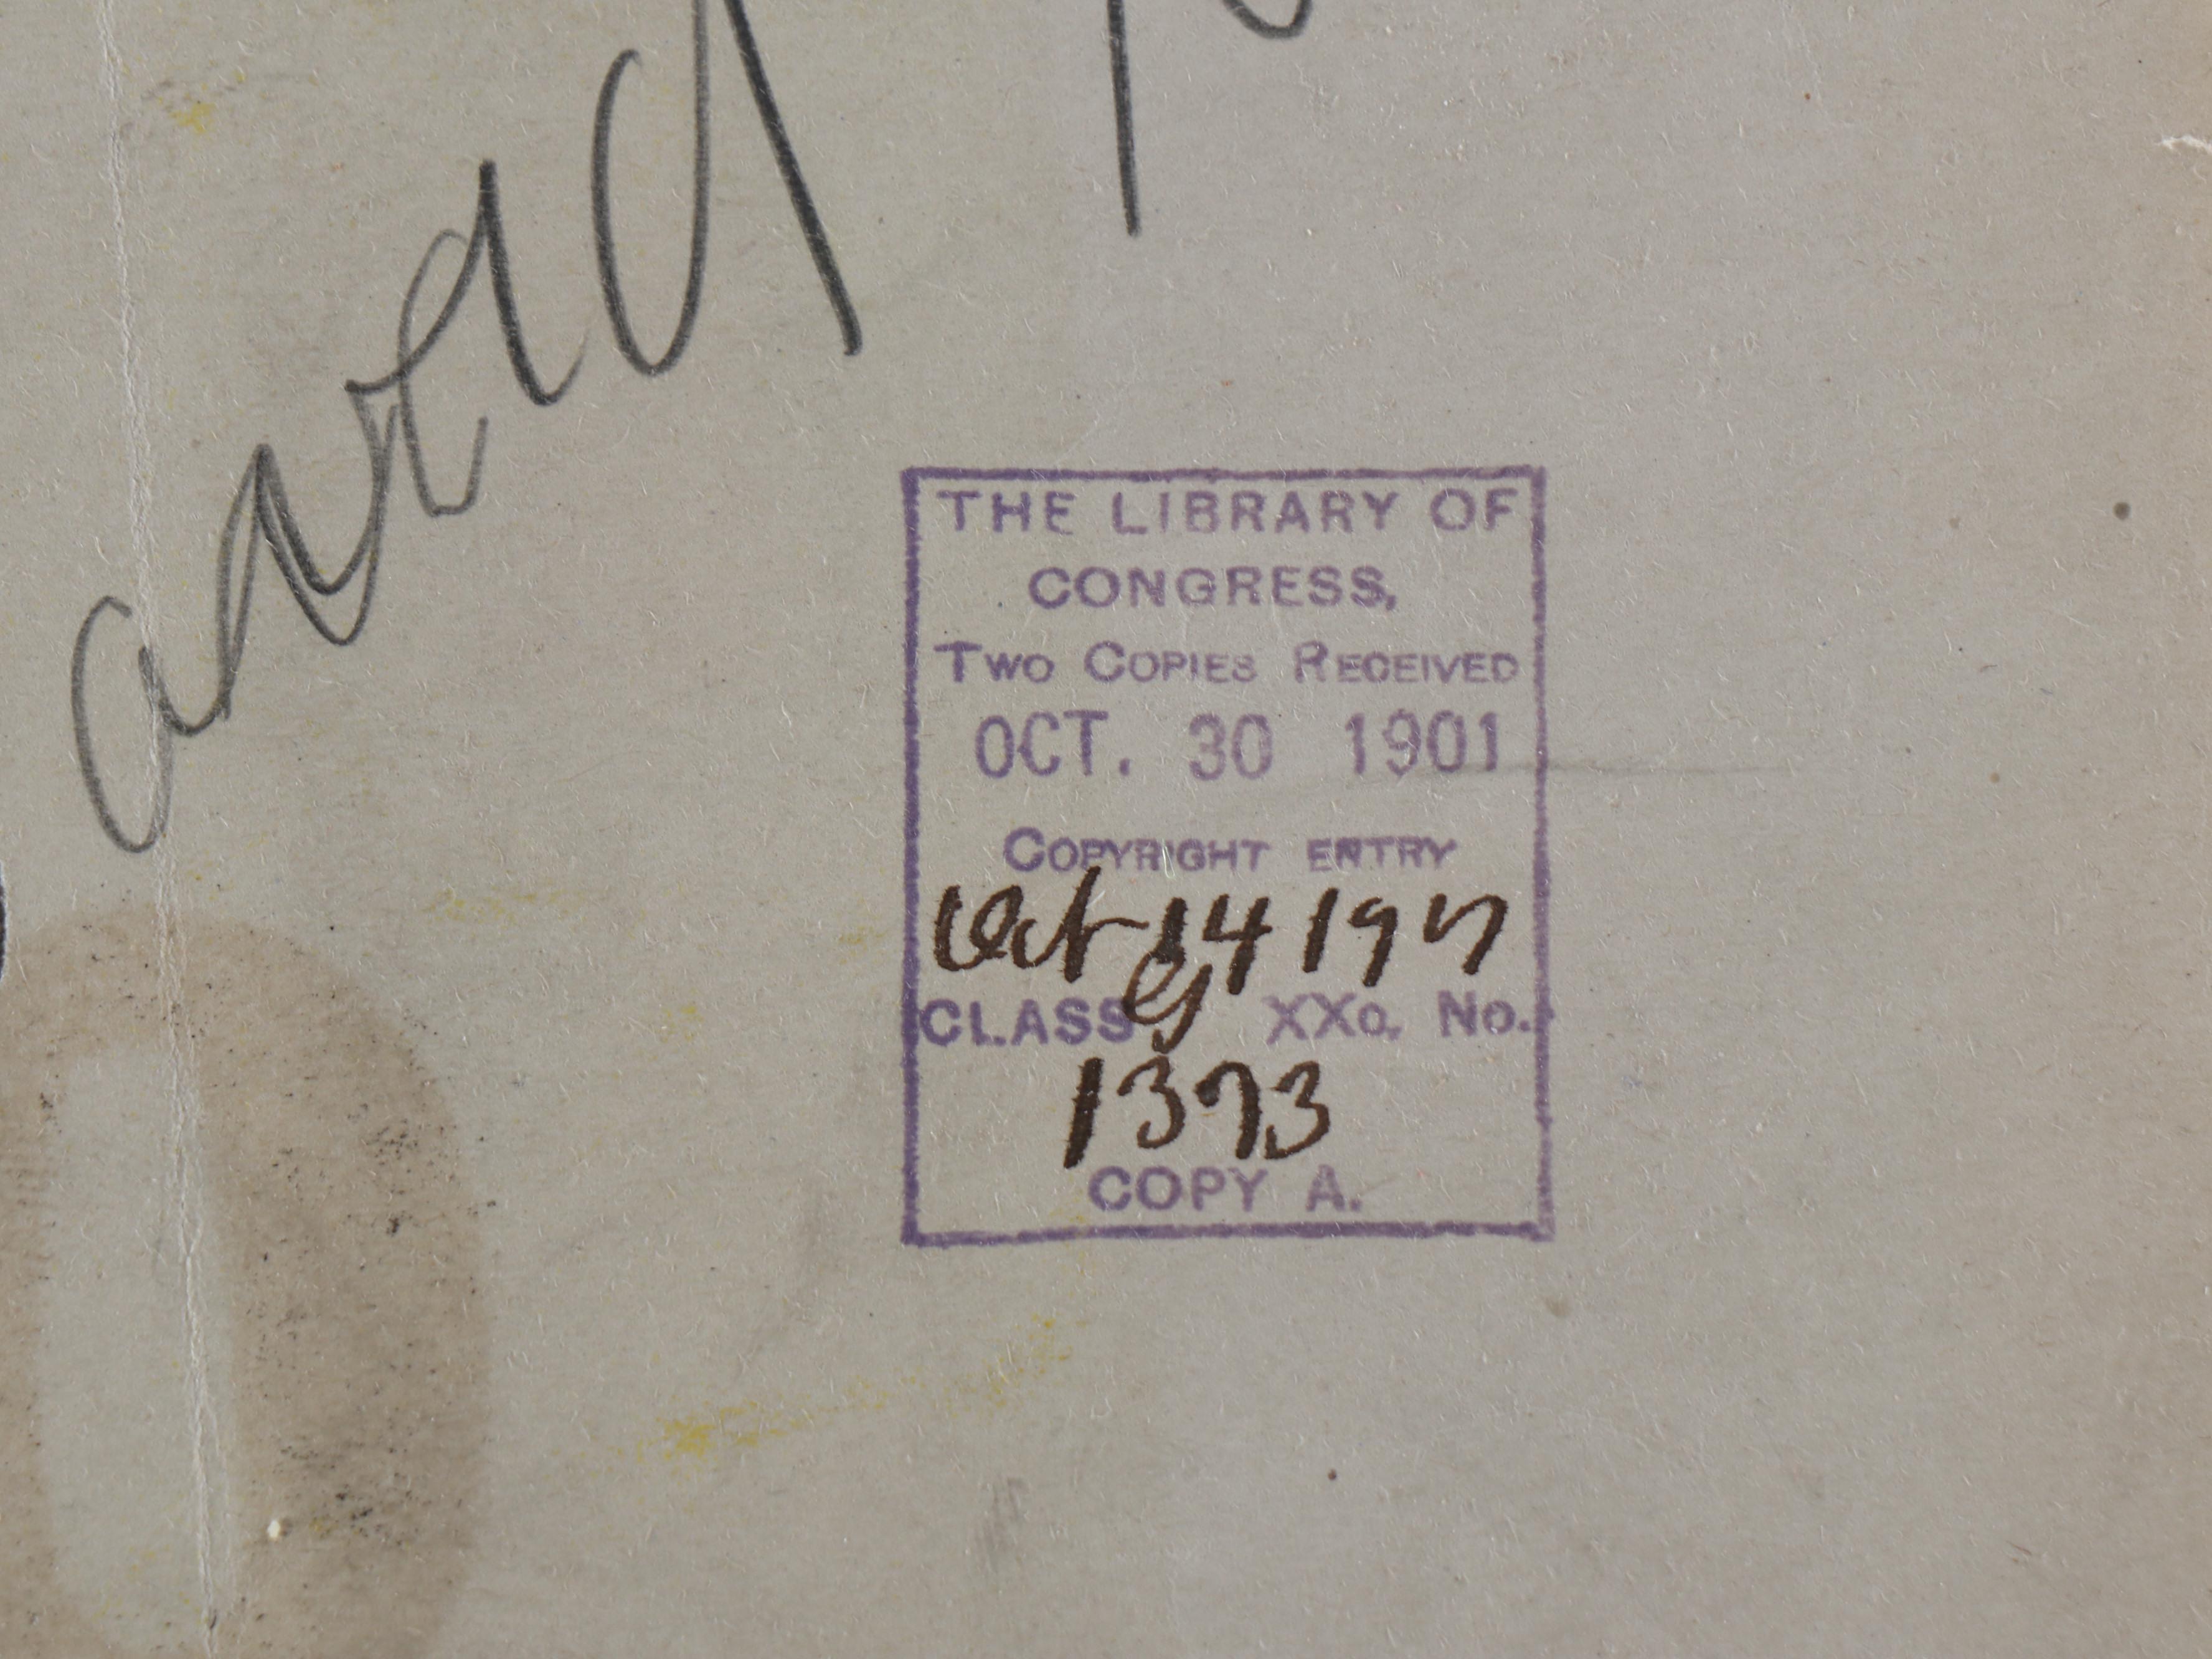 THE LIBRARY OF
CONGRESS,
TWO COPIES RECEIVED
OCT. 30 1901
COPYRIGHT ENTRY
Oct 14 1901
CLASS G XXc. No.
1373
COPY A.